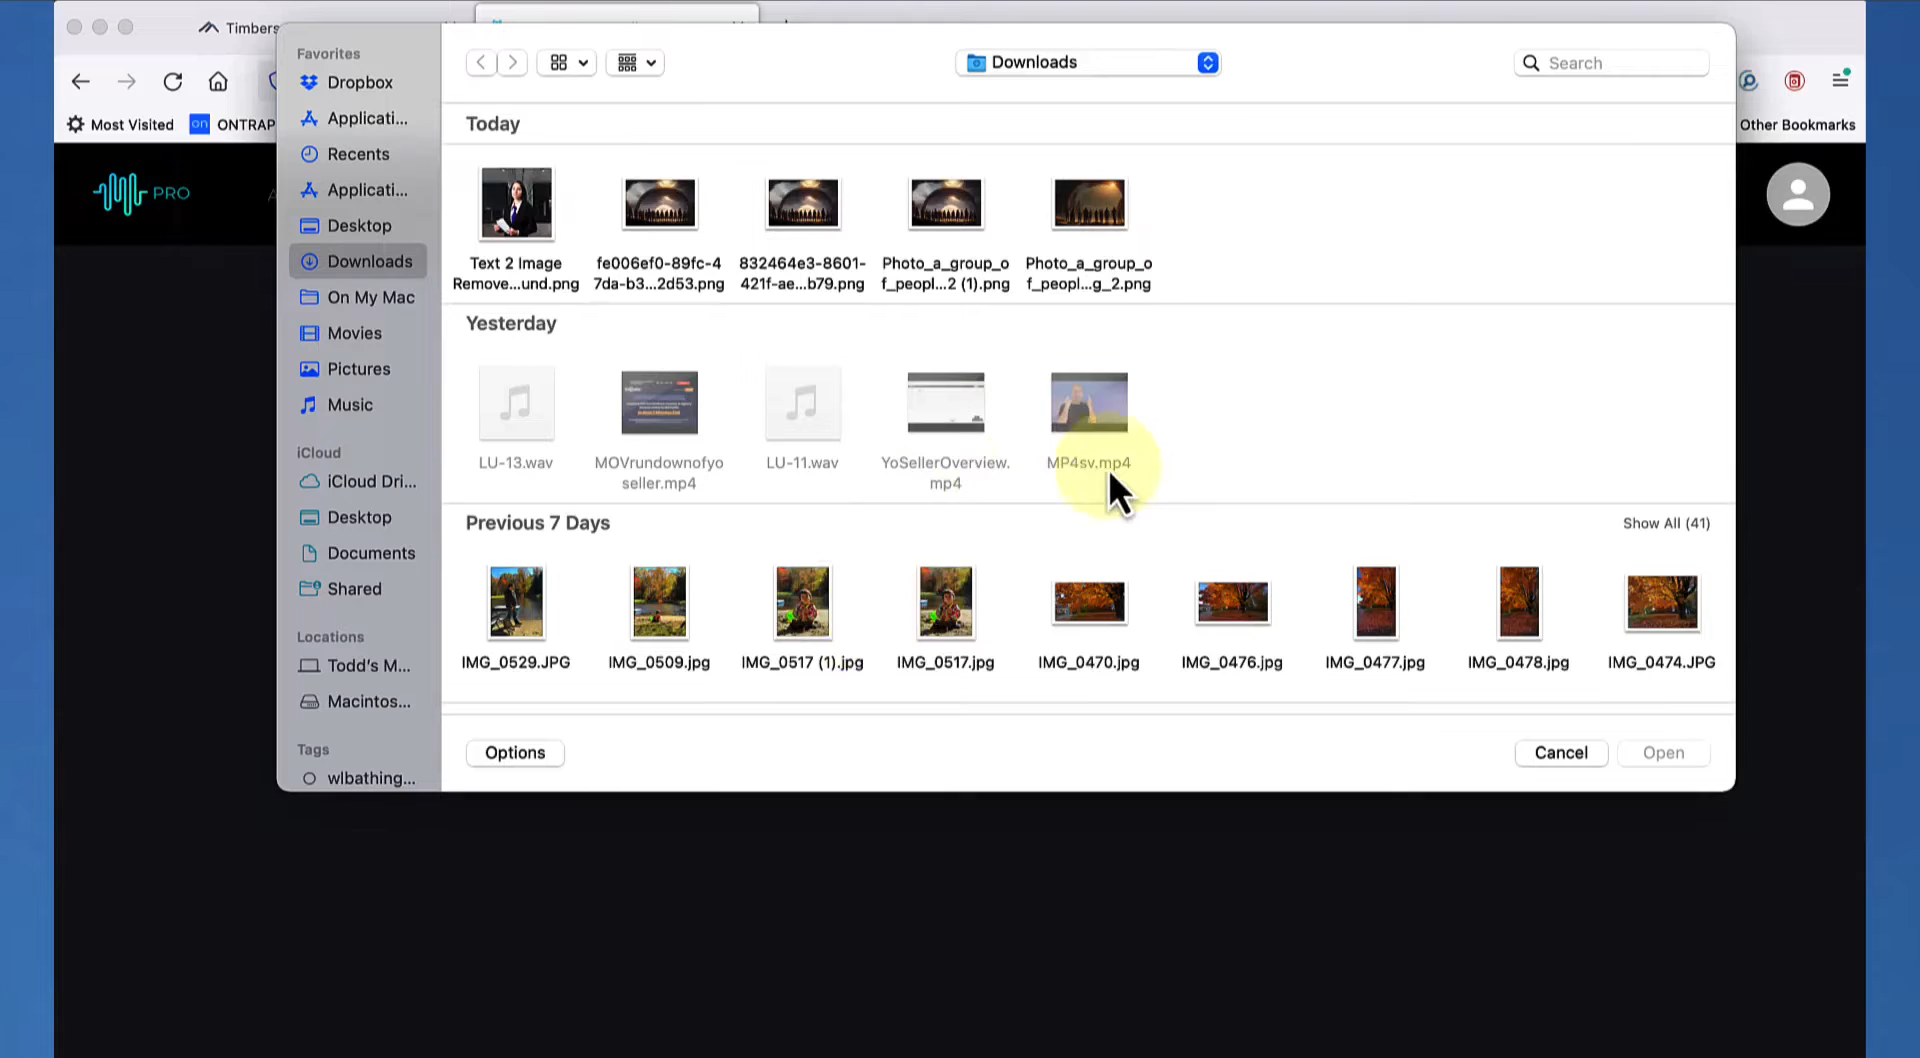 Timbers
Most Visited
on ONTRAP
Other Bookmarks
PRO
Favorites
Dropbox
Applicati...
Recents
Applicati...
Desktop
Downloads
On My Mac
Movies
Pictures
Music
iCloud
iCloud Dri...
Desktop
Documents
Shared
Locations
Todd's M...
Macintos...
Tags
wlbathing...
Downloads
Search
Today
Text 2 Image
Remove...und.png
fe006ef0-89fc-4
7da-b3...2d53.png
832464e3-8601-
421f-ae...b79.png
Photo_a_group_o
f_peopl...2 (1).png
Photo_a_group_o
f_peopl...g_2.png
Yesterday
LU-13.wav
MOVrundownofyo
seller.mp4
LU-11.wav
YoSellerOverview.
mp4
MP4sv.mp4
Previous 7 Days
Show All (41)
IMG_0529.JPG
IMG_0509.jpg
IMG_0517 (1).jpg
IMG_0517.jpg
IMG_0470.jpg
IMG_0476.jpg
IMG_0477.jpg
IMG_0478.jpg
IMG_0474.JPG
Options
Cancel
Open